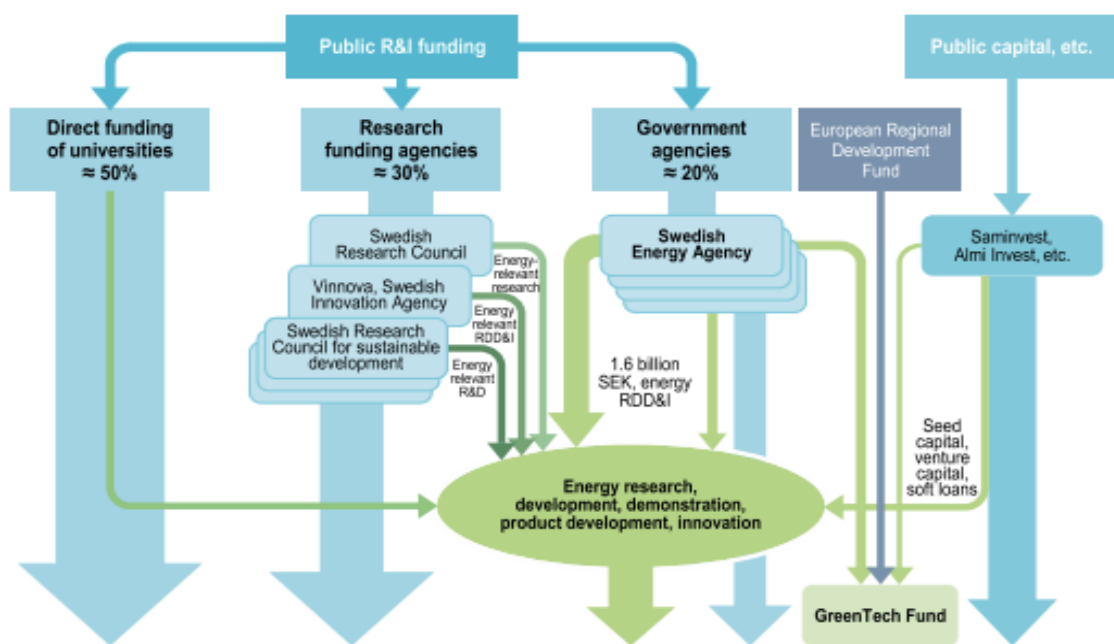 Public R&I funding
Public capital, etc.
Direct funding
of universities
≈ 50%
Research
funding agencies
≈ 30%
Government
agencies
≈ 20%
European Regional
Development
Fund
Swedish
Research Council
Energy-
relevant
research
Swedish
Energy Agency
Saminvest,
Almi Invest, etc.
Vinnova, Swedish
Innovation Agency
Energy
relevant
RDD&I
Swedish Research
Council for sustainable
development
Energy
relevant
R&D
1.6 billion
SEK, energy
RDD&I
Seed
capital,
venture
capital,
soft loans
Energy research,
development, demonstration,
product development, innovation
GreenTech Fund